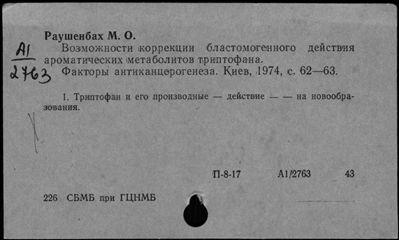 Раушенбах М. О.
А1
2763
Возможности коррекции бластомогенного действия
ароматических метаболитов триптофана.
Факторы антиканцерогенеза. Киев, 1974, с. 62—63.
1. Триптофан и его производные — действие — — на новообра-
зования.
П-8-17 А1/2763 43
226 СБМБ при ГЦНМБ